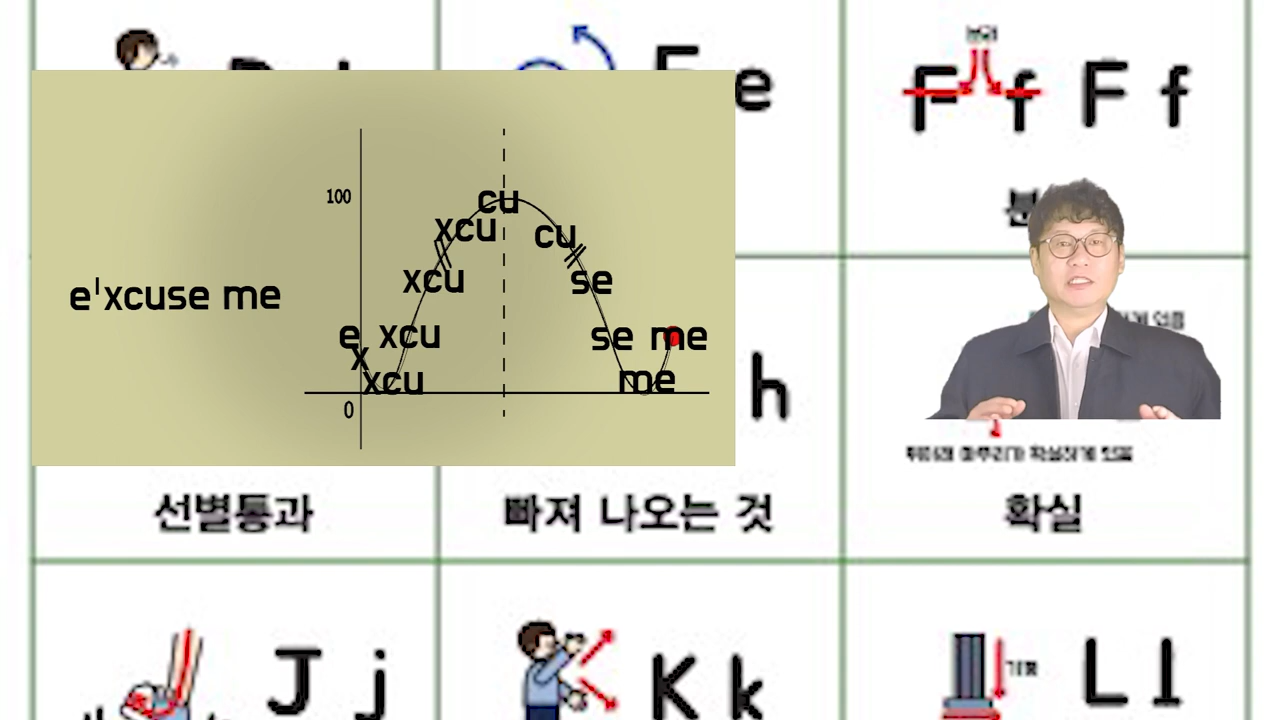 e
F f F f
100
cu
xcu
cu
xcu
se
e'xcuse me
e xcu
se me
x
xcu
me
0
h
선별통과
빠져 나오는 것
확실
J j
K k
L l